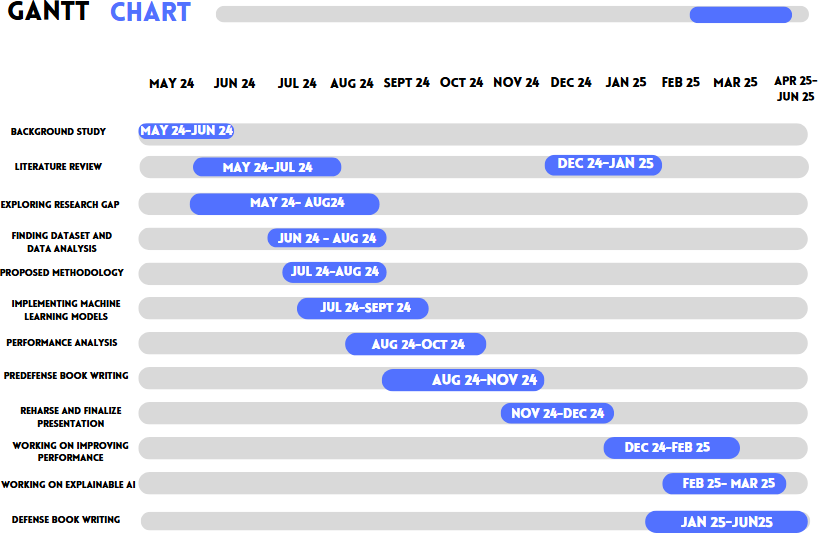 GANTT CHART
MAY 24 JUN 24 JUL 24 AUG 24 SEPT 24 OCT 24 NOV 24 DEC 24 JAN 25 FEB 25 MAR 25 APR 25-
JUN 25
BACKGROUND STUDY MAY 24-JUN 24
LITERATURE REVIEW MAY 24-JUL 24 DEC 24-JAN 25
EXPLORING RESEARCH GAP MAY 24- AUG24
FINDING DATASET AND
DATA ANALYSIS JUN 24 - AUG 24
PROPOSED METHODOLOGY JUL 24-AUG 24
IMPLEMENTING MACHINE
LEARNING MODELS JUL 24-SEPT 24
PERFORMANCE ANALYSIS AUG 24-OCT 24
PREDEFENSE BOOK WRITING AUG 24-NOV 24
REHARSE AND FINALIZE
PRESENTATION NOV 24-DEC 24
WORKING ON IMPROVING
PERFORMANCE DEC 24-FEB 25
WORKING ON EXPLAINABLE AI FEB 25- MAR 25
DEFENSE BOOK WRITING JAN 25-JUN25